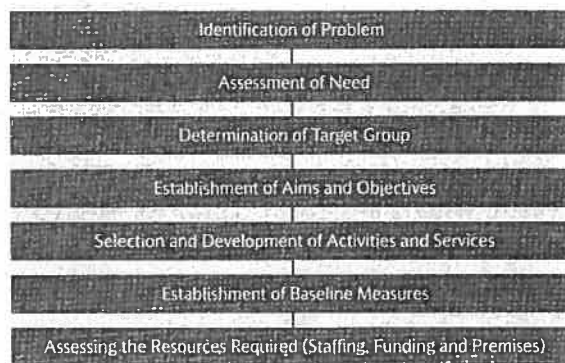 Identification of Problem
Assessment of Need
Determination of Target Group
Establishment of Aims and Objectives
Selection and Development of Activities and Services
Establishment of Baseline Measures
Assessing the Resources Required (Staffing, Funding and Premises)